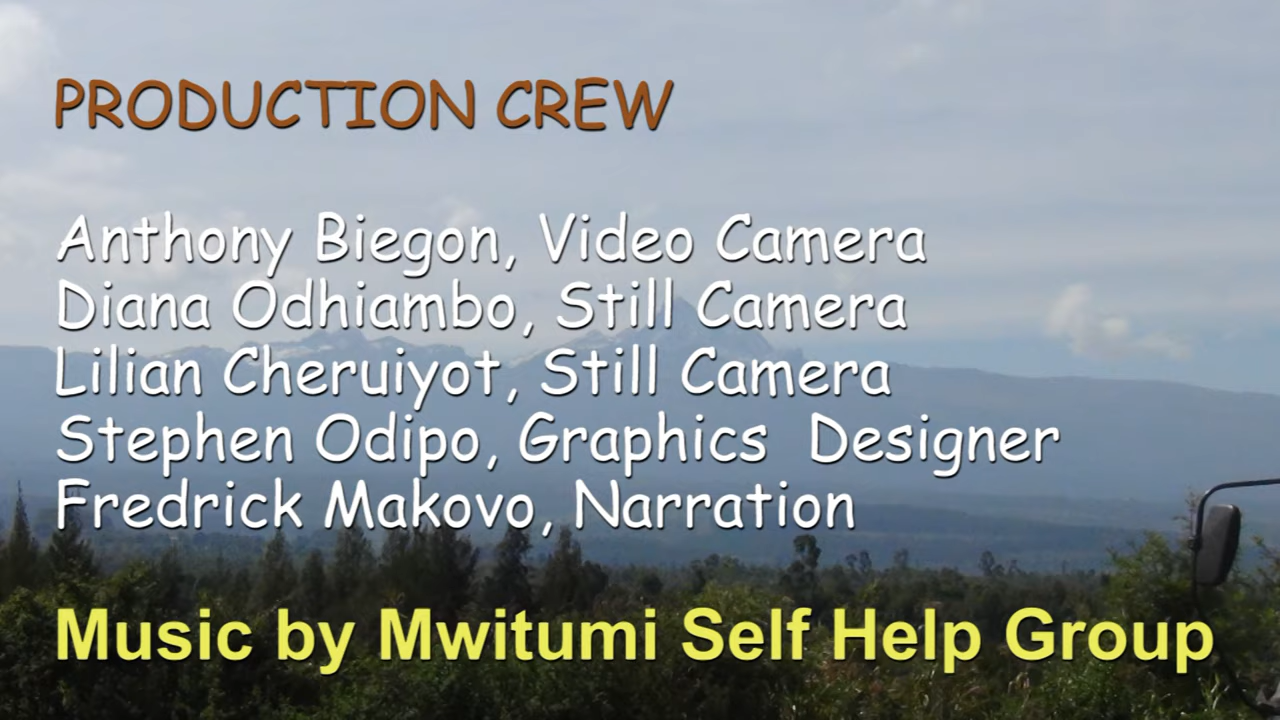 PRODUCTION CREW
Anthony Biegon, Video Camera
Diana Odhiambo, Still Camera
Lilian Cheruiyot, Still Camera
Stephen Odipo, Graphics  Designer
Fredrick Makovo, Narration
Music by Mwitumi Self Help Group